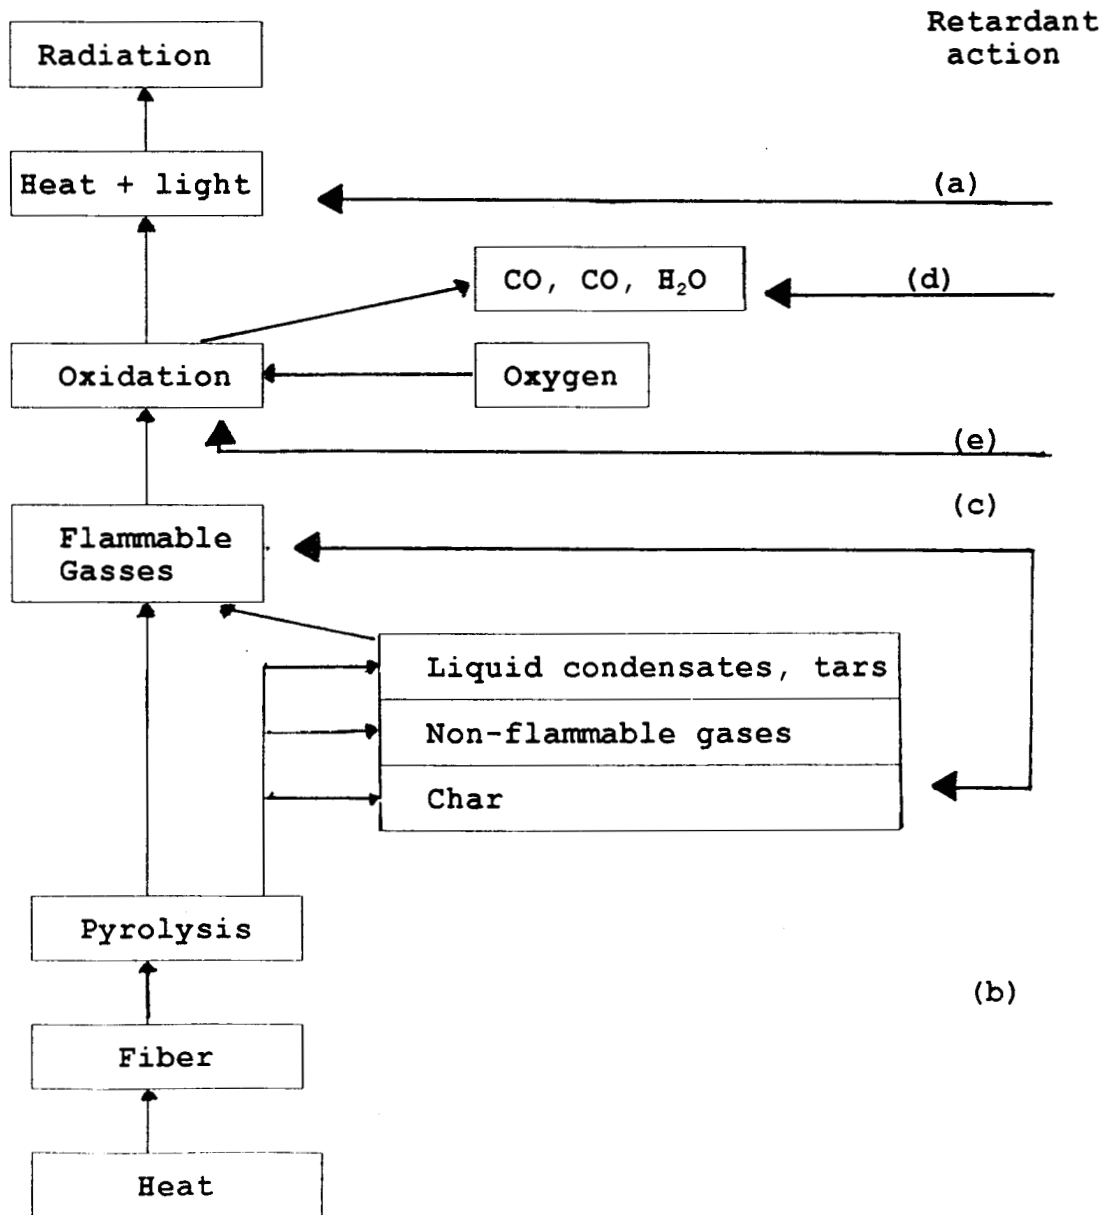 Retardant
action
Radiation
Heat + light
(a)
CO, CO, H₂O
(d)
Oxidation
Oxygen
(e)
(c)
Flammable
Gasses
Liquid condensates, tars
Non-flammable gases
Char
Pyrolysis
(b)
Fiber
Heat